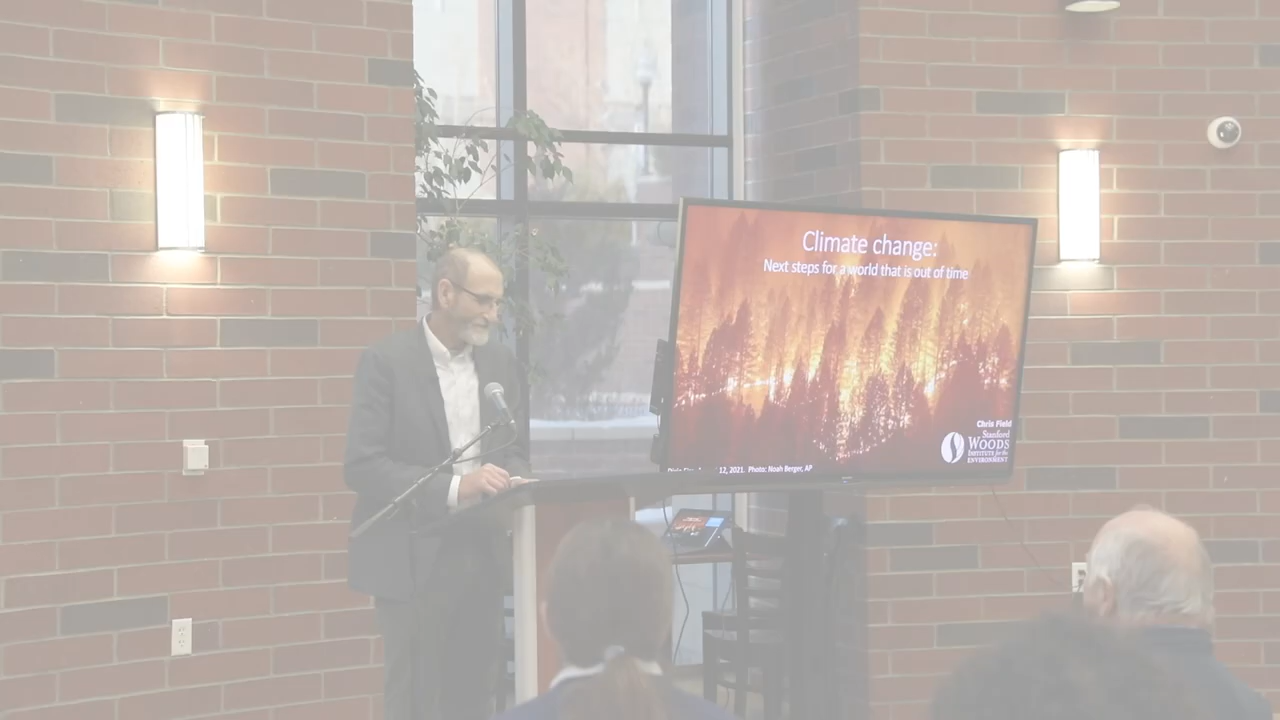 Climate change:
Next steps for a world that is out of time
Chris Field
Stanford
WOODS
INSTITUTE for the
ENVIRONMENT
12, 2021. Photo: Noah Berger, AP